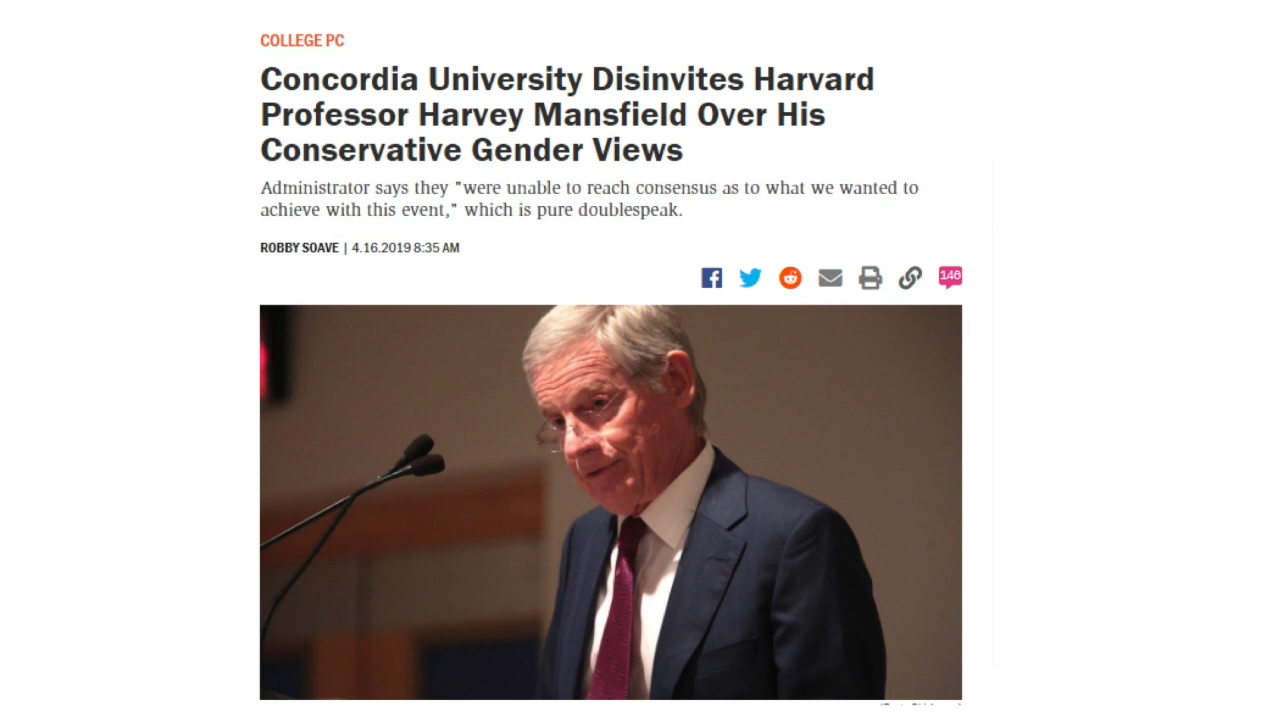 COLLEGE PC
Concordia University Disinvites Harvard
Professor Harvey Mansfield Over His
Conservative Gender Views
Administrator says they "were unable to reach consensus as to what we wanted to
achieve with this event," which is pure doublespeak.
ROBBY SOAVE | 4.16.2019 8:35 AM
146